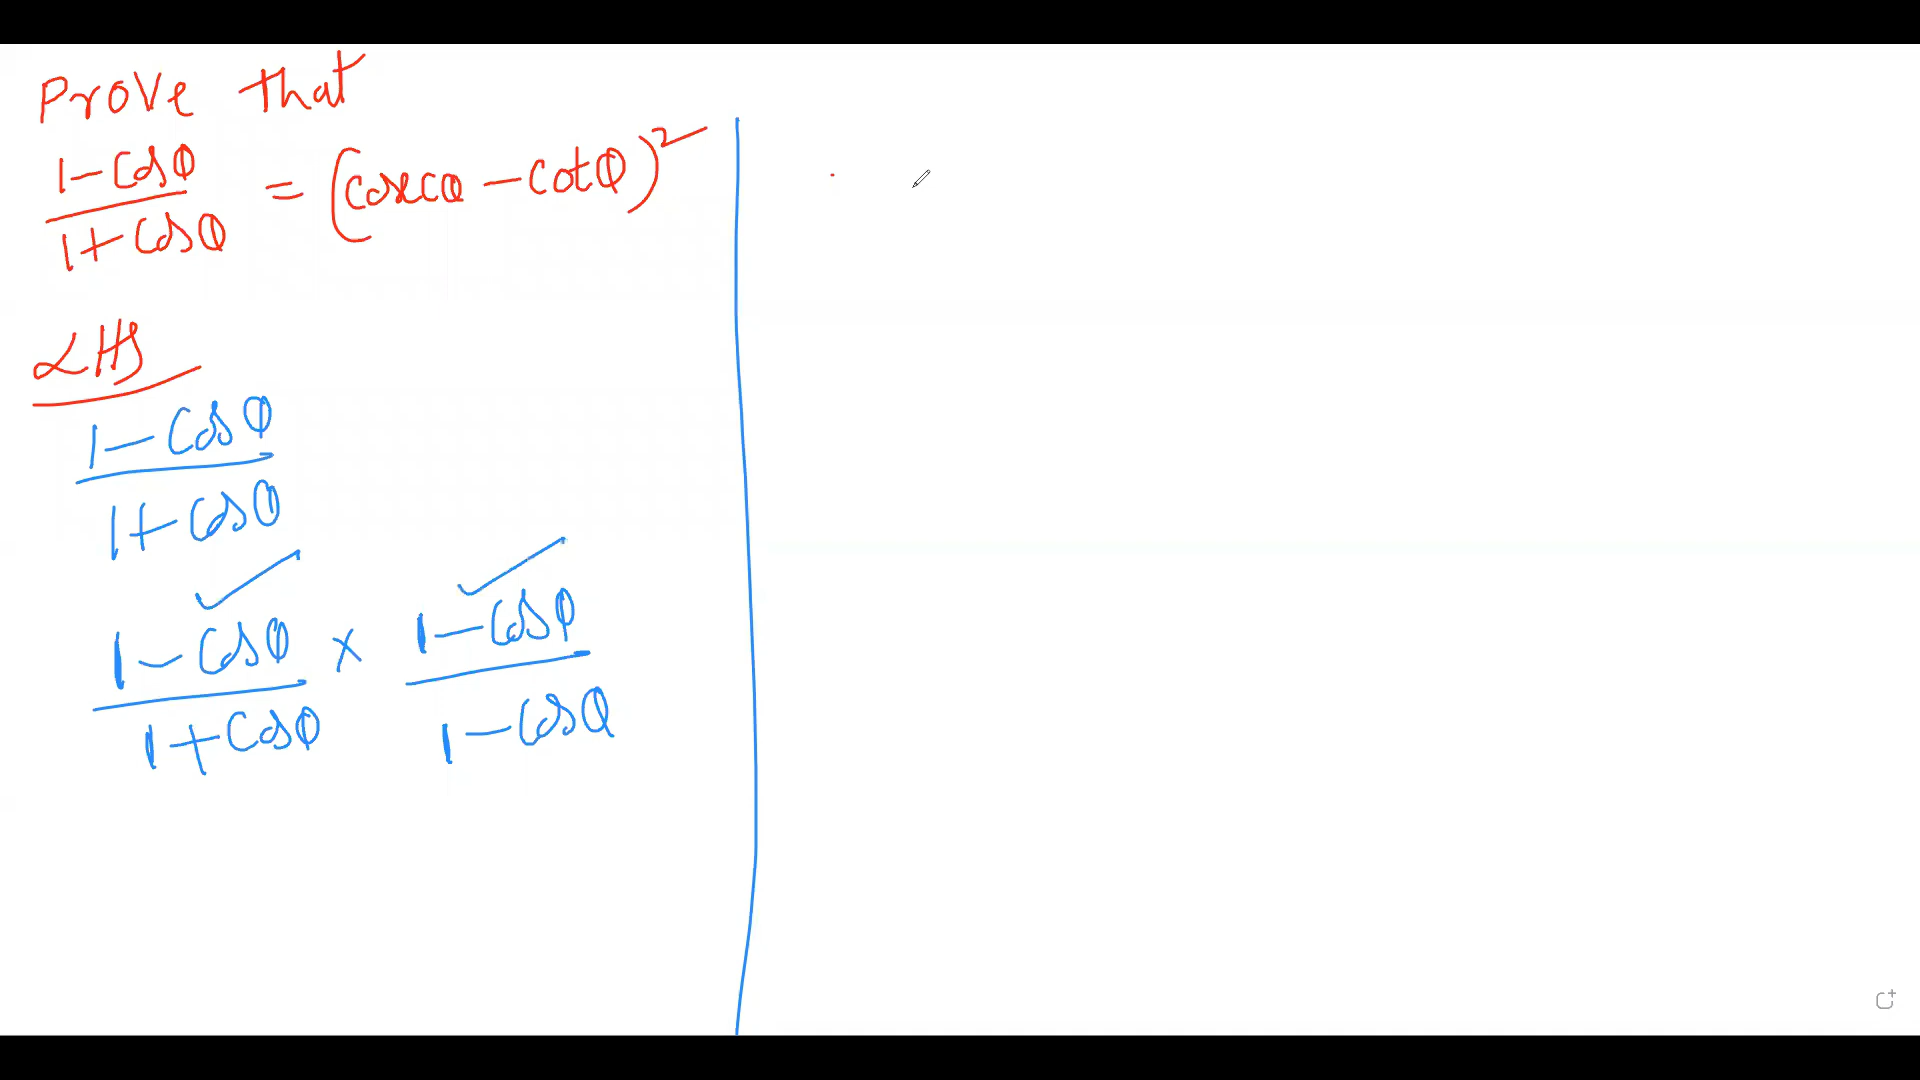 Prove that
1-Cosθ / 1+Cosθ = (cosecθ - cotθ)²
LHS
1-Cosθ / 1+Cosθ
1-Cosθ / 1+Cosθ × 1-Cosθ / 1-Cosθ